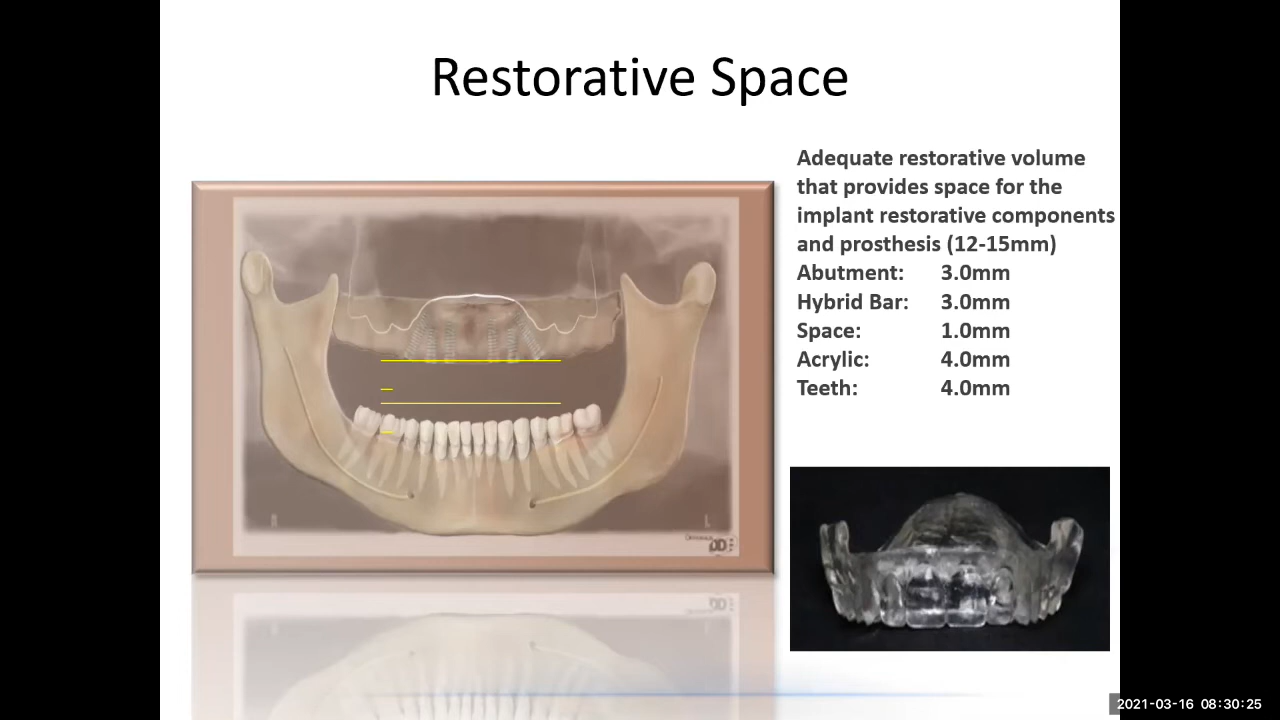 Restorative Space
Adequate restorative volume
that provides space for the
implant restorative components
and prosthesis (12-15mm)
Abutment: 3.0mm
Hybrid Bar: 3.0mm
Space: 1.0mm
Acrylic: 4.0mm
Teeth: 4.0mm
R
L
2021-03-16 08:30:25